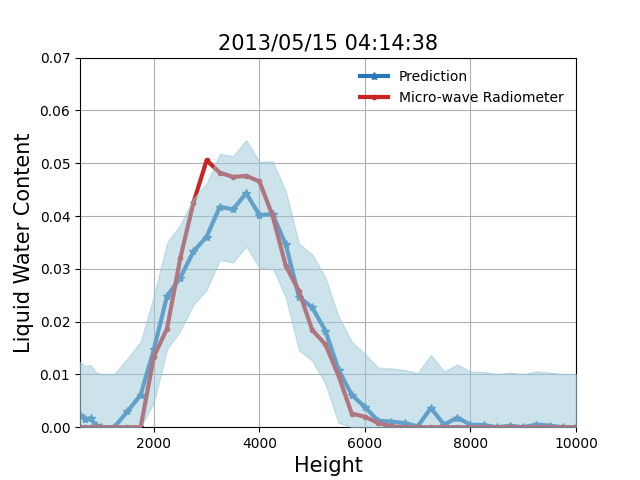 2013/05/15 04:14:38
0.07
0.06
0.05
0.04
0.03
0.02
0.01
0.00
Liquid Water Content
Prediction
Micro-wave Radiometer
2000 4000 6000 8000 10000
Height